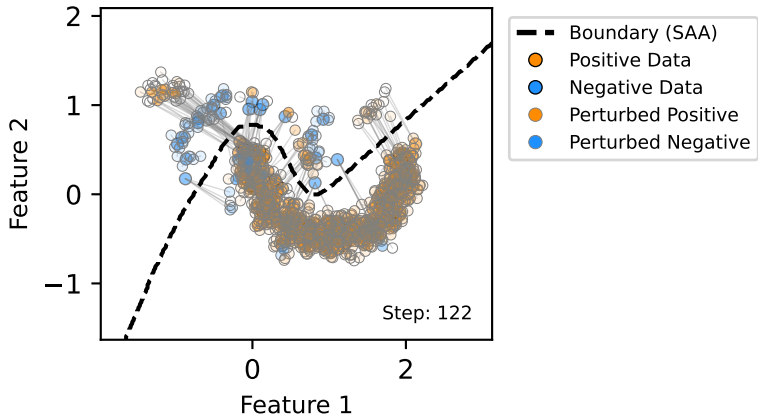 2
1
0
−1
Feature 2
0
2
Feature 1
Step: 122
Boundary (SAA)
Positive Data
Negative Data
Perturbed Positive
Perturbed Negative